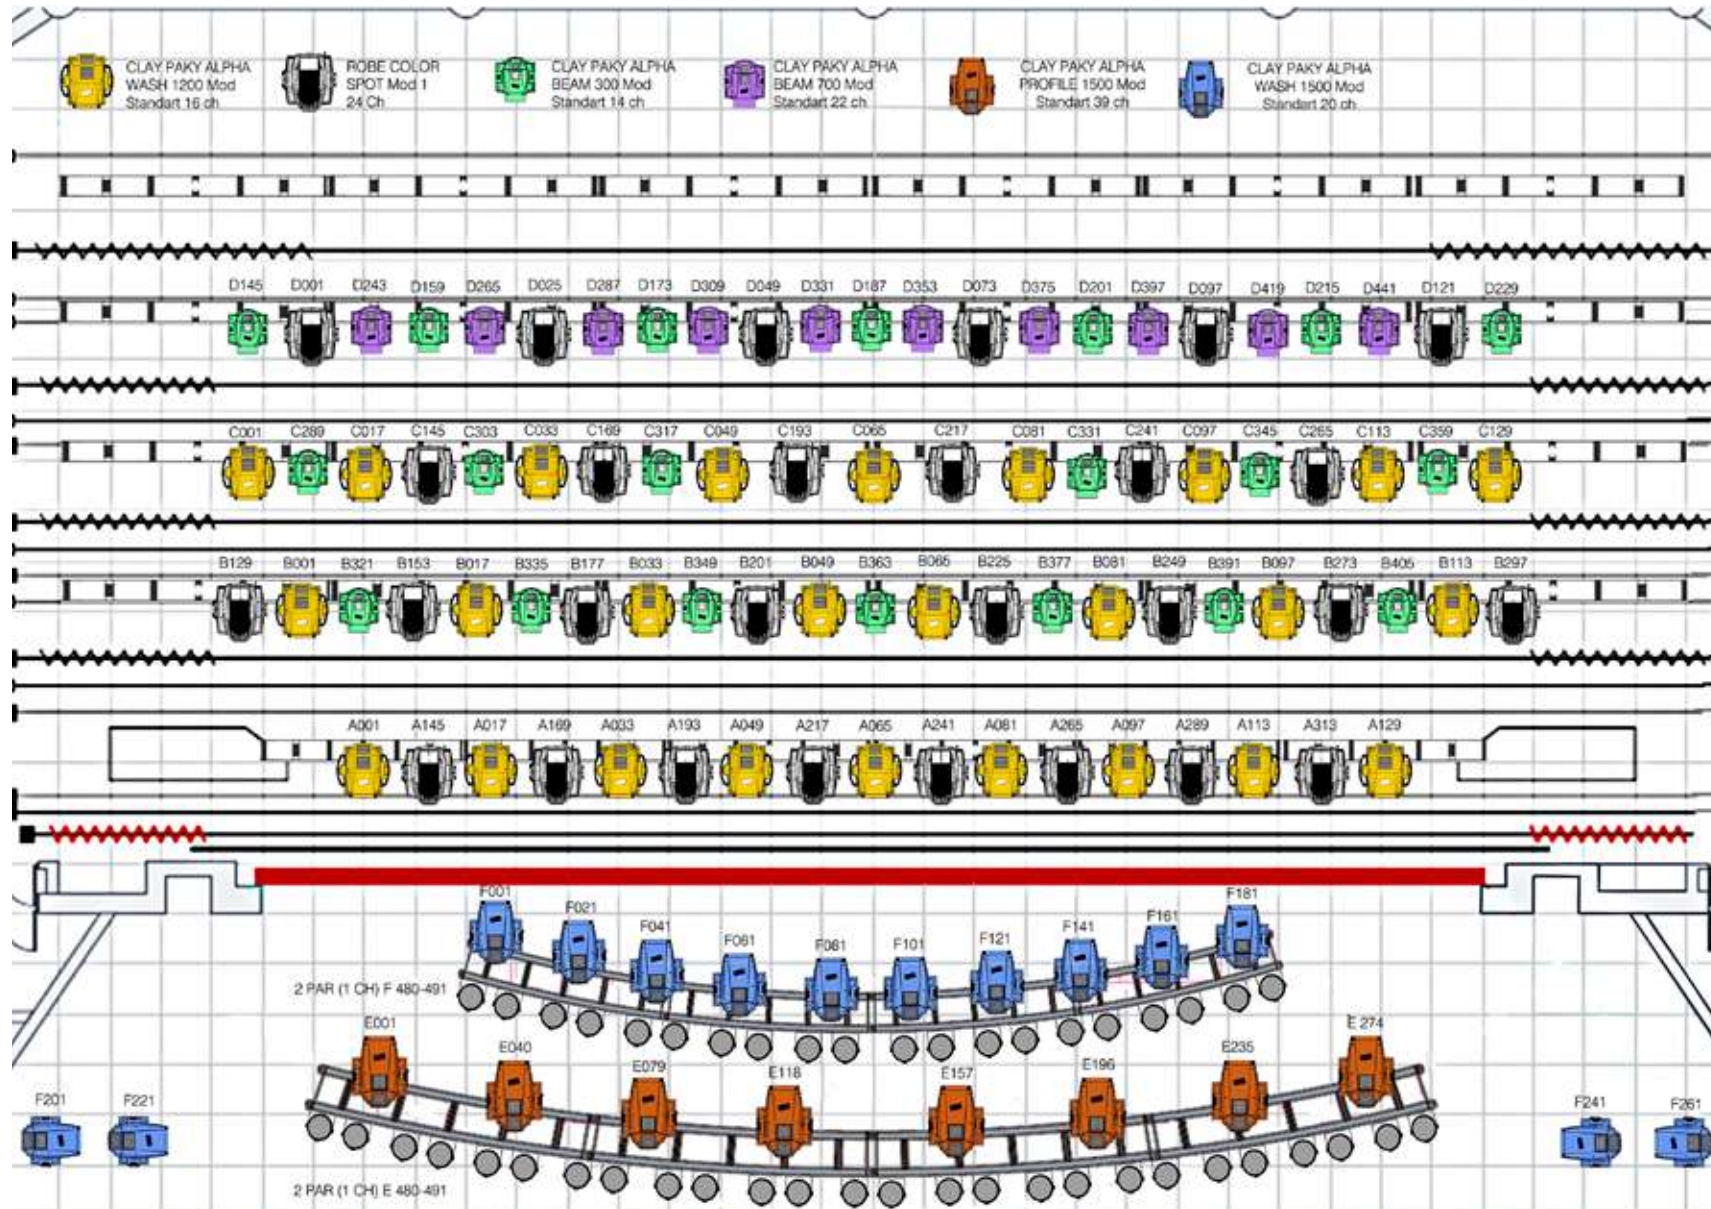 CLAY PAKY ALPHA
WASH 1200 Mod
Standart 16 ch
ROBE COLOR
SPOT Mod 1
24 Ch
CLAY PAKY ALPHA
BEAM 300 Mod
Standart 14 ch
CLAY PAKY ALPHA
BEAM 700 Mod
Standart 22 ch
CLAY PAKY ALPHA
PROFILE 1500 Mod
Standart 39 ch
CLAY PAKY ALPHA
WASH 1500 Mod
Standart 20 ch
D145 D001 D243 D159 D265 D025 D287 D173 D309 D049 D331 D187 D353 D073 D375 D201 D397 D097 D419 D215 D441 D121 D229
C001 C289 C017 C145 C303 C033 C169 C317 C049 C193 C065 C217 C081 C331 C241 C097 C345 C265 C113 C359 C129
B129 B001 B321 B153 B017 B335 B177 B033 B349 B201 B049 B363 B065 B225 B377 B081 B249 B391 B097 B273 B405 B113 B297
A001 A145 A017 A169 A033 A193 A049 A217 A065 A241 A081 A265 A097 A289 A113 A313 A129
F001 F021 F041 F061 F081 F101 F121 F141 F161 F181
2 PAR (1 CH) F 480-491
E001 E040 E079 E118 E157 E196 E235 E 274
F201 F221 F241 F261
2 PAR (1 CH) E 480-491